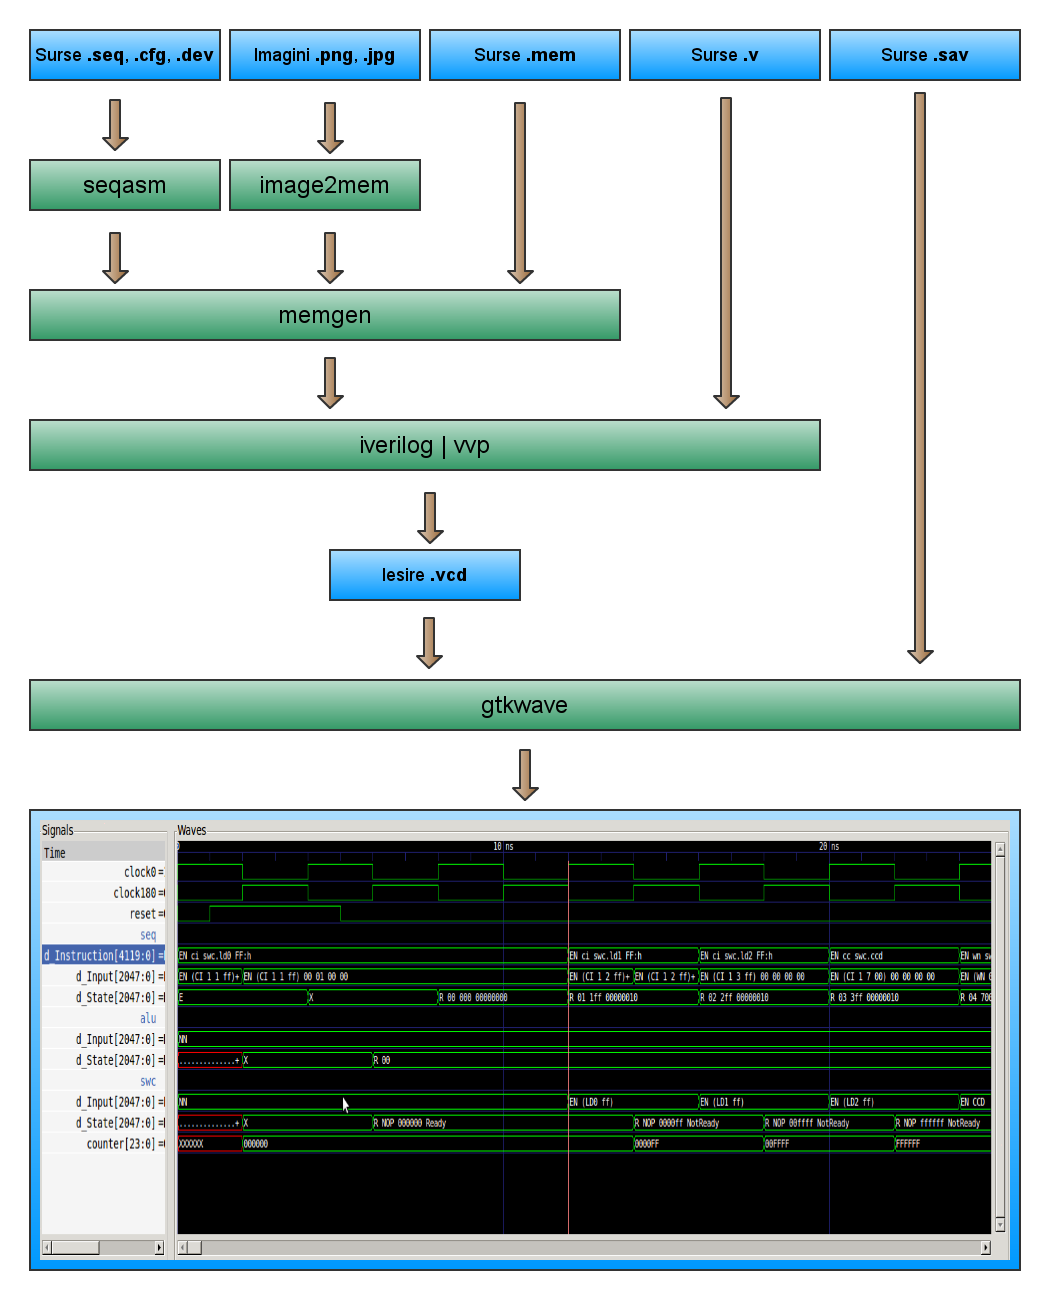 Surse .seq, .cfg, .dev
Imagini .png, .jpg
Surse .mem
Surse .v
Surse .sav
seqasm
image2mem
memgen
iverilog | vvp
Iesire .vcd
gtkwave
Signals
Waves
Time
0
10 ns
20 ns
clock0=
clock180=
reset=
seq
d_Instruction[4119:0]=
EN ci swc.ld0 FF:h
EN ci swc.ld1 FF:h
EN ci swc.ld2 FF:h
EN cc swc.ccd
EN wn sw
d_Input[2047:0]=
EN (CI 1 1 ff)+
EN (CI 1 1 ff) 00 01 00 00
EN (CI 1 2 ff)+
EN (CI 1 2 ff)+
EN (CI 1 3 ff) 00 00 00 00
EN (CI 1 7 00) 00 00 00 00
EN (WN
d_State[2047:0]=
E
X
R 00 000 00000000
R 01 1ff 00000010
R 02 2ff 00000010
R 03 3ff 00000010
R 04 700
alu
d_Input[2047:0]=
NN
d_State[2047:0]=
.............+
X
R 00
swc
d_Input[2047:0]=
NN
EN (LD0 ff)
EN (LD1 ff)
EN (LD2 ff)
EN CCD
d_State[2047:0]=
.............+
X
R NOP 000000 Ready
R NOP 0000ff NotReady
R NOP 00ffff NotReady
R NOP ffffff NotReady
counter[23:0]=
XXXXXX
000000
0000FF
00FFFF
FFFFFF